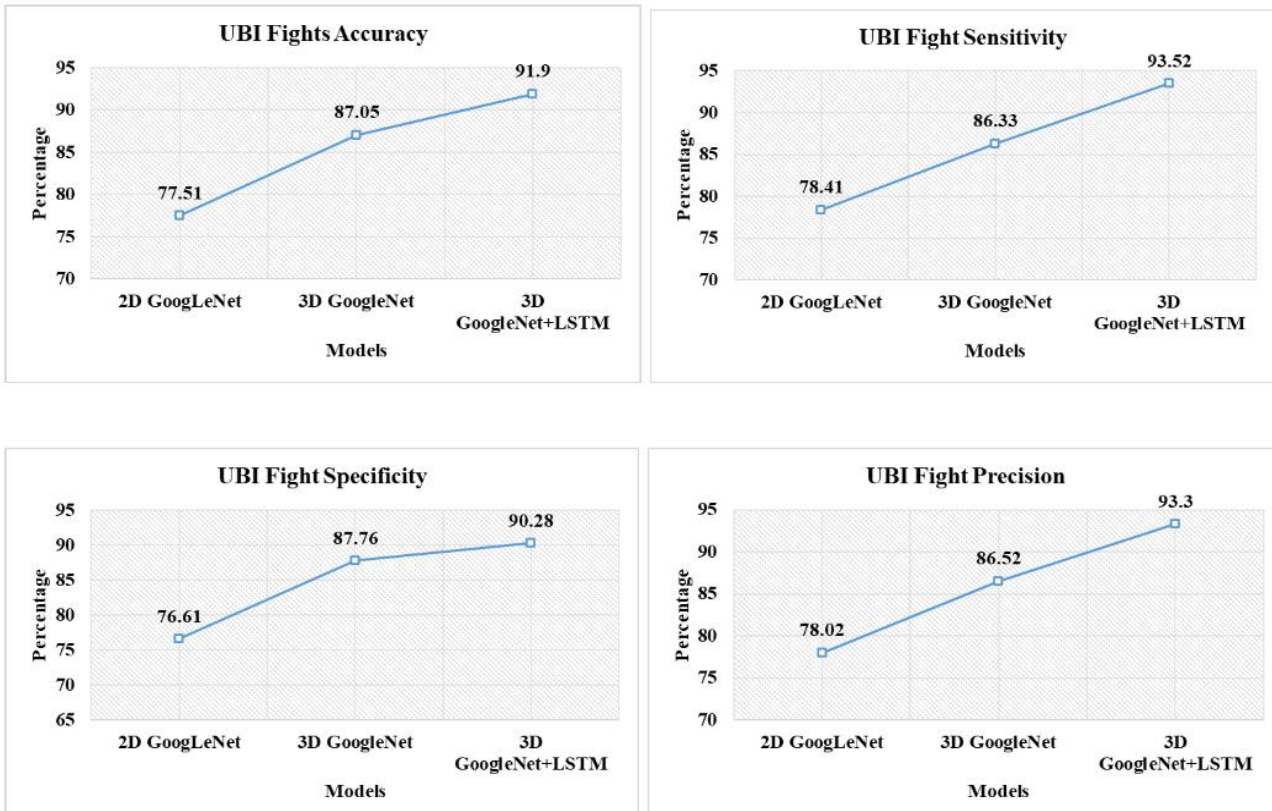 UBI Fights Accuracy
95
90
85
80
75
70
Percentage
77.51
87.05
91.9
2D GoogLeNet
3D GoogleNet
3D
GoogleNet+LSTM
Models
UBI Fight Sensitivity
95
90
85
80
75
70
Percentage
78.41
86.33
93.52
2D GoogLeNet
3D GoogleNet
3D
GoogleNet+LSTM
Models
UBI Fight Specificity
95
90
85
80
75
70
65
Percentage
76.61
87.76
90.28
2D GoogLeNet
3D GoogleNet
3D
GoogleNet+LSTM
Models
UBI Fight Precision
95
90
85
80
75
70
Percentage
78.02
86.52
93.3
2D GoogLeNet
3D GoogleNet
3D
GoogleNet+LSTM
Models